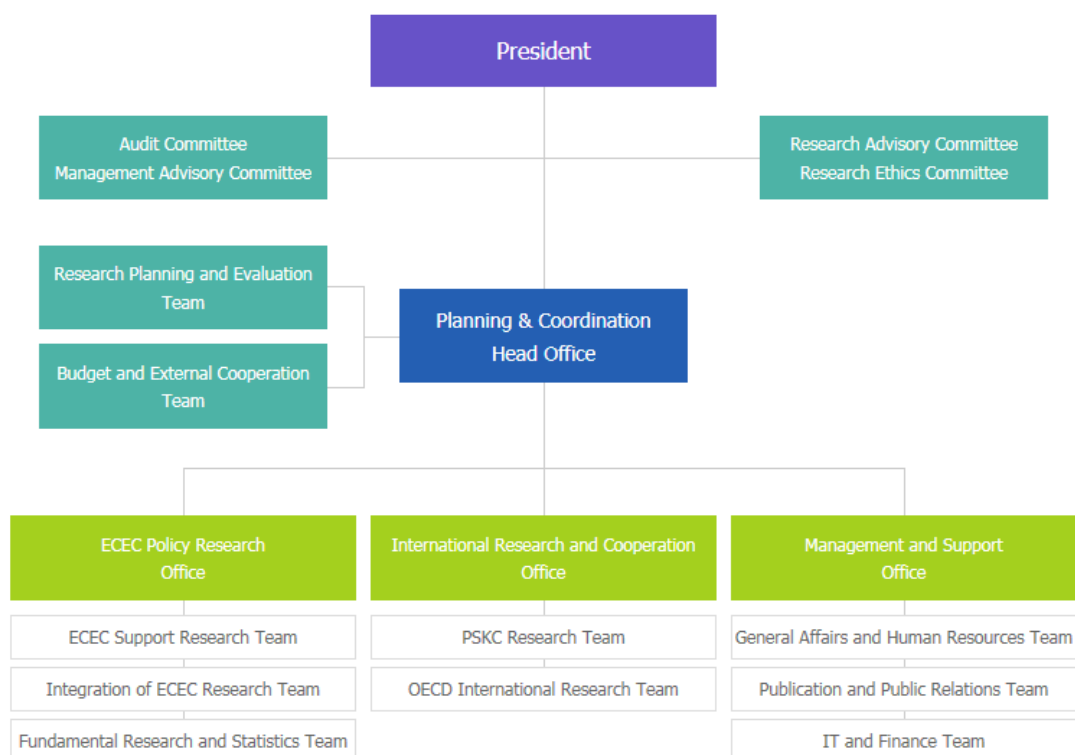 President
Audit Committee
Management Advisory Committee
Research Advisory Committee
Research Ethics Committee
Research Planning and Evaluation
Team
Planning & Coordination
Head Office
Budget and External Cooperation
Team
ECEC Policy Research
Office
International Research and Cooperation
Office
Management and Support
Office
ECEC Support Research Team
PSKC Research Team
General Affairs and Human Resources Team
Integration of ECEC Research Team
OECD International Research Team
Publication and Public Relations Team
Fundamental Research and Statistics Team
IT and Finance Team